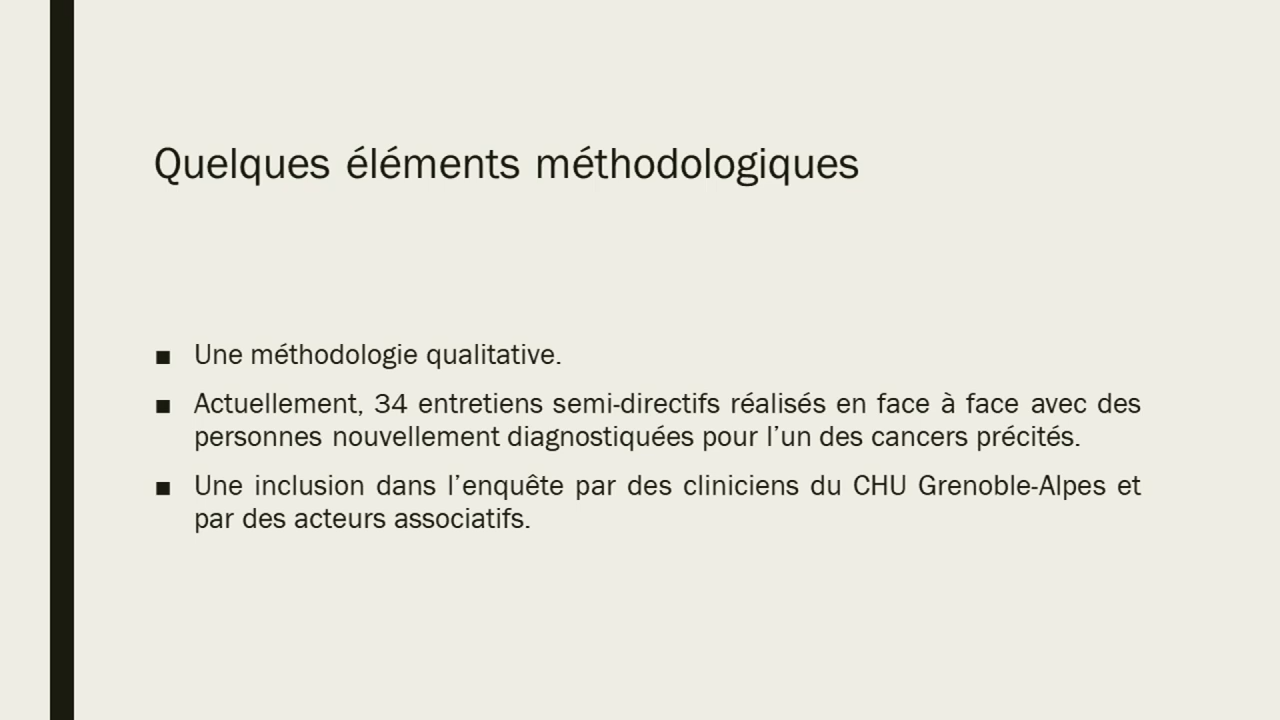 Quelques éléments méthodologiques
▪ Une méthodologie qualitative.
▪ Actuellement, 34 entretiens semi-directifs réalisés en face à face avec des
personnes nouvellement diagnostiquées pour l’un des cancers précités.
▪ Une inclusion dans l’enquête par des cliniciens du CHU Grenoble-Alpes et
par des acteurs associatifs.